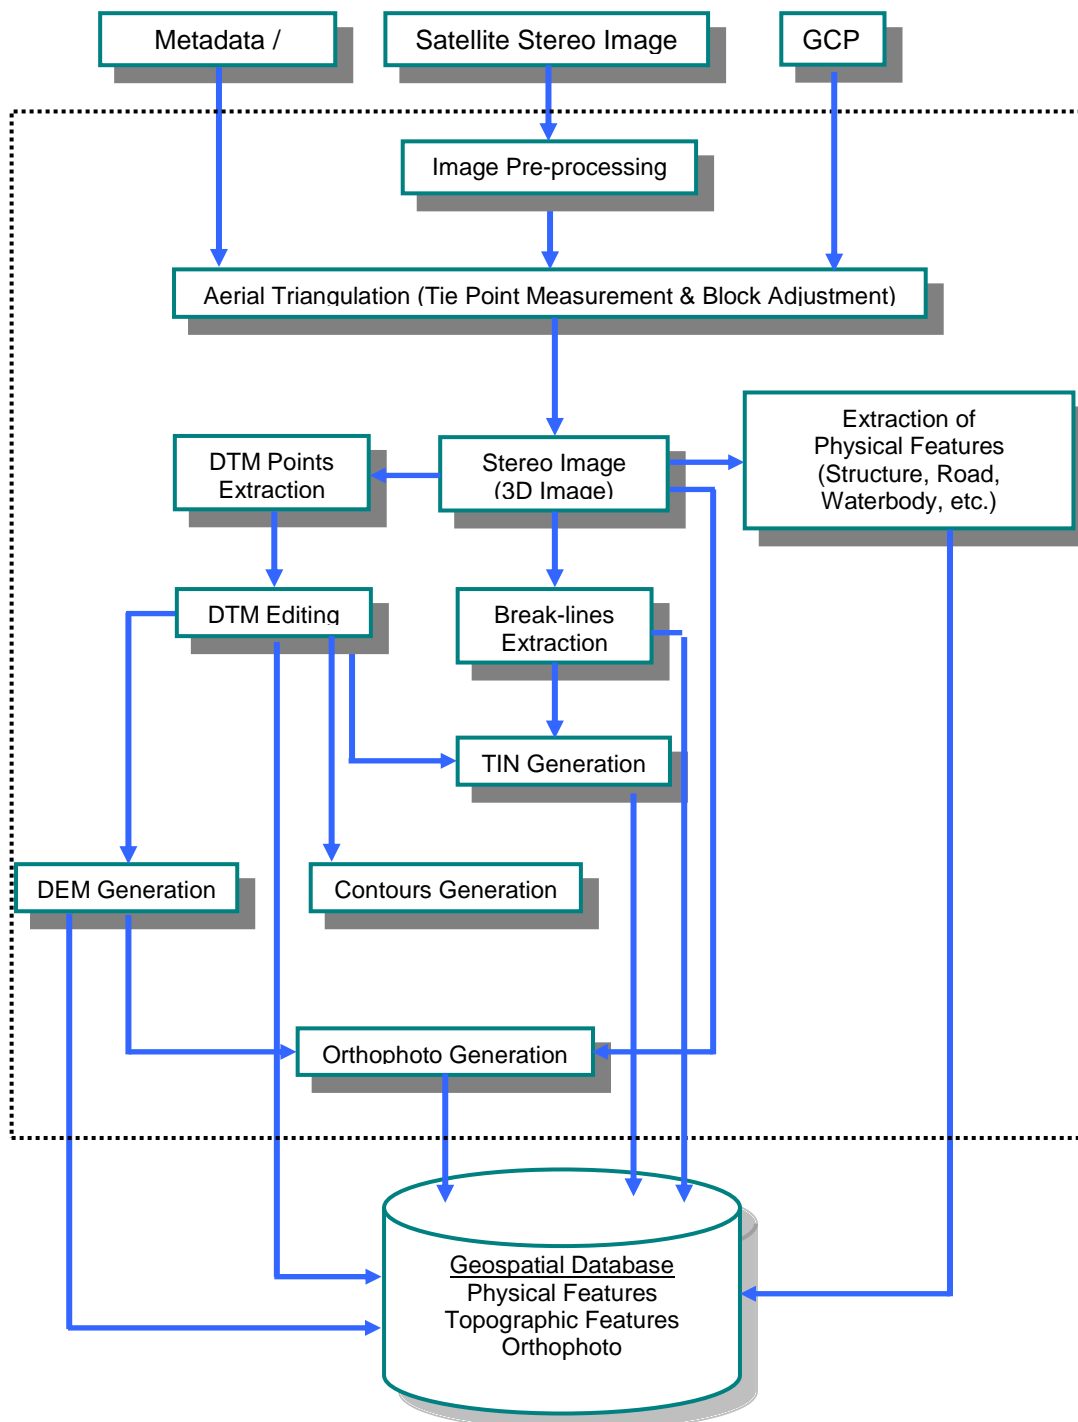 Metadata /
Satellite Stereo Image
GCP
Image Pre-processing
Aerial Triangulation (Tie Point Measurement & Block Adjustment)
Extraction of
Physical Features
(Structure, Road,
Waterbody, etc.)
DTM Points
Extraction
Stereo Image
(3D Image)
DTM Editing
Break-lines
Extraction
TIN Generation
DEM Generation
Contours Generation
Orthophoto Generation
Geospatial Database
Physical Features
Topographic Features
Orthophoto